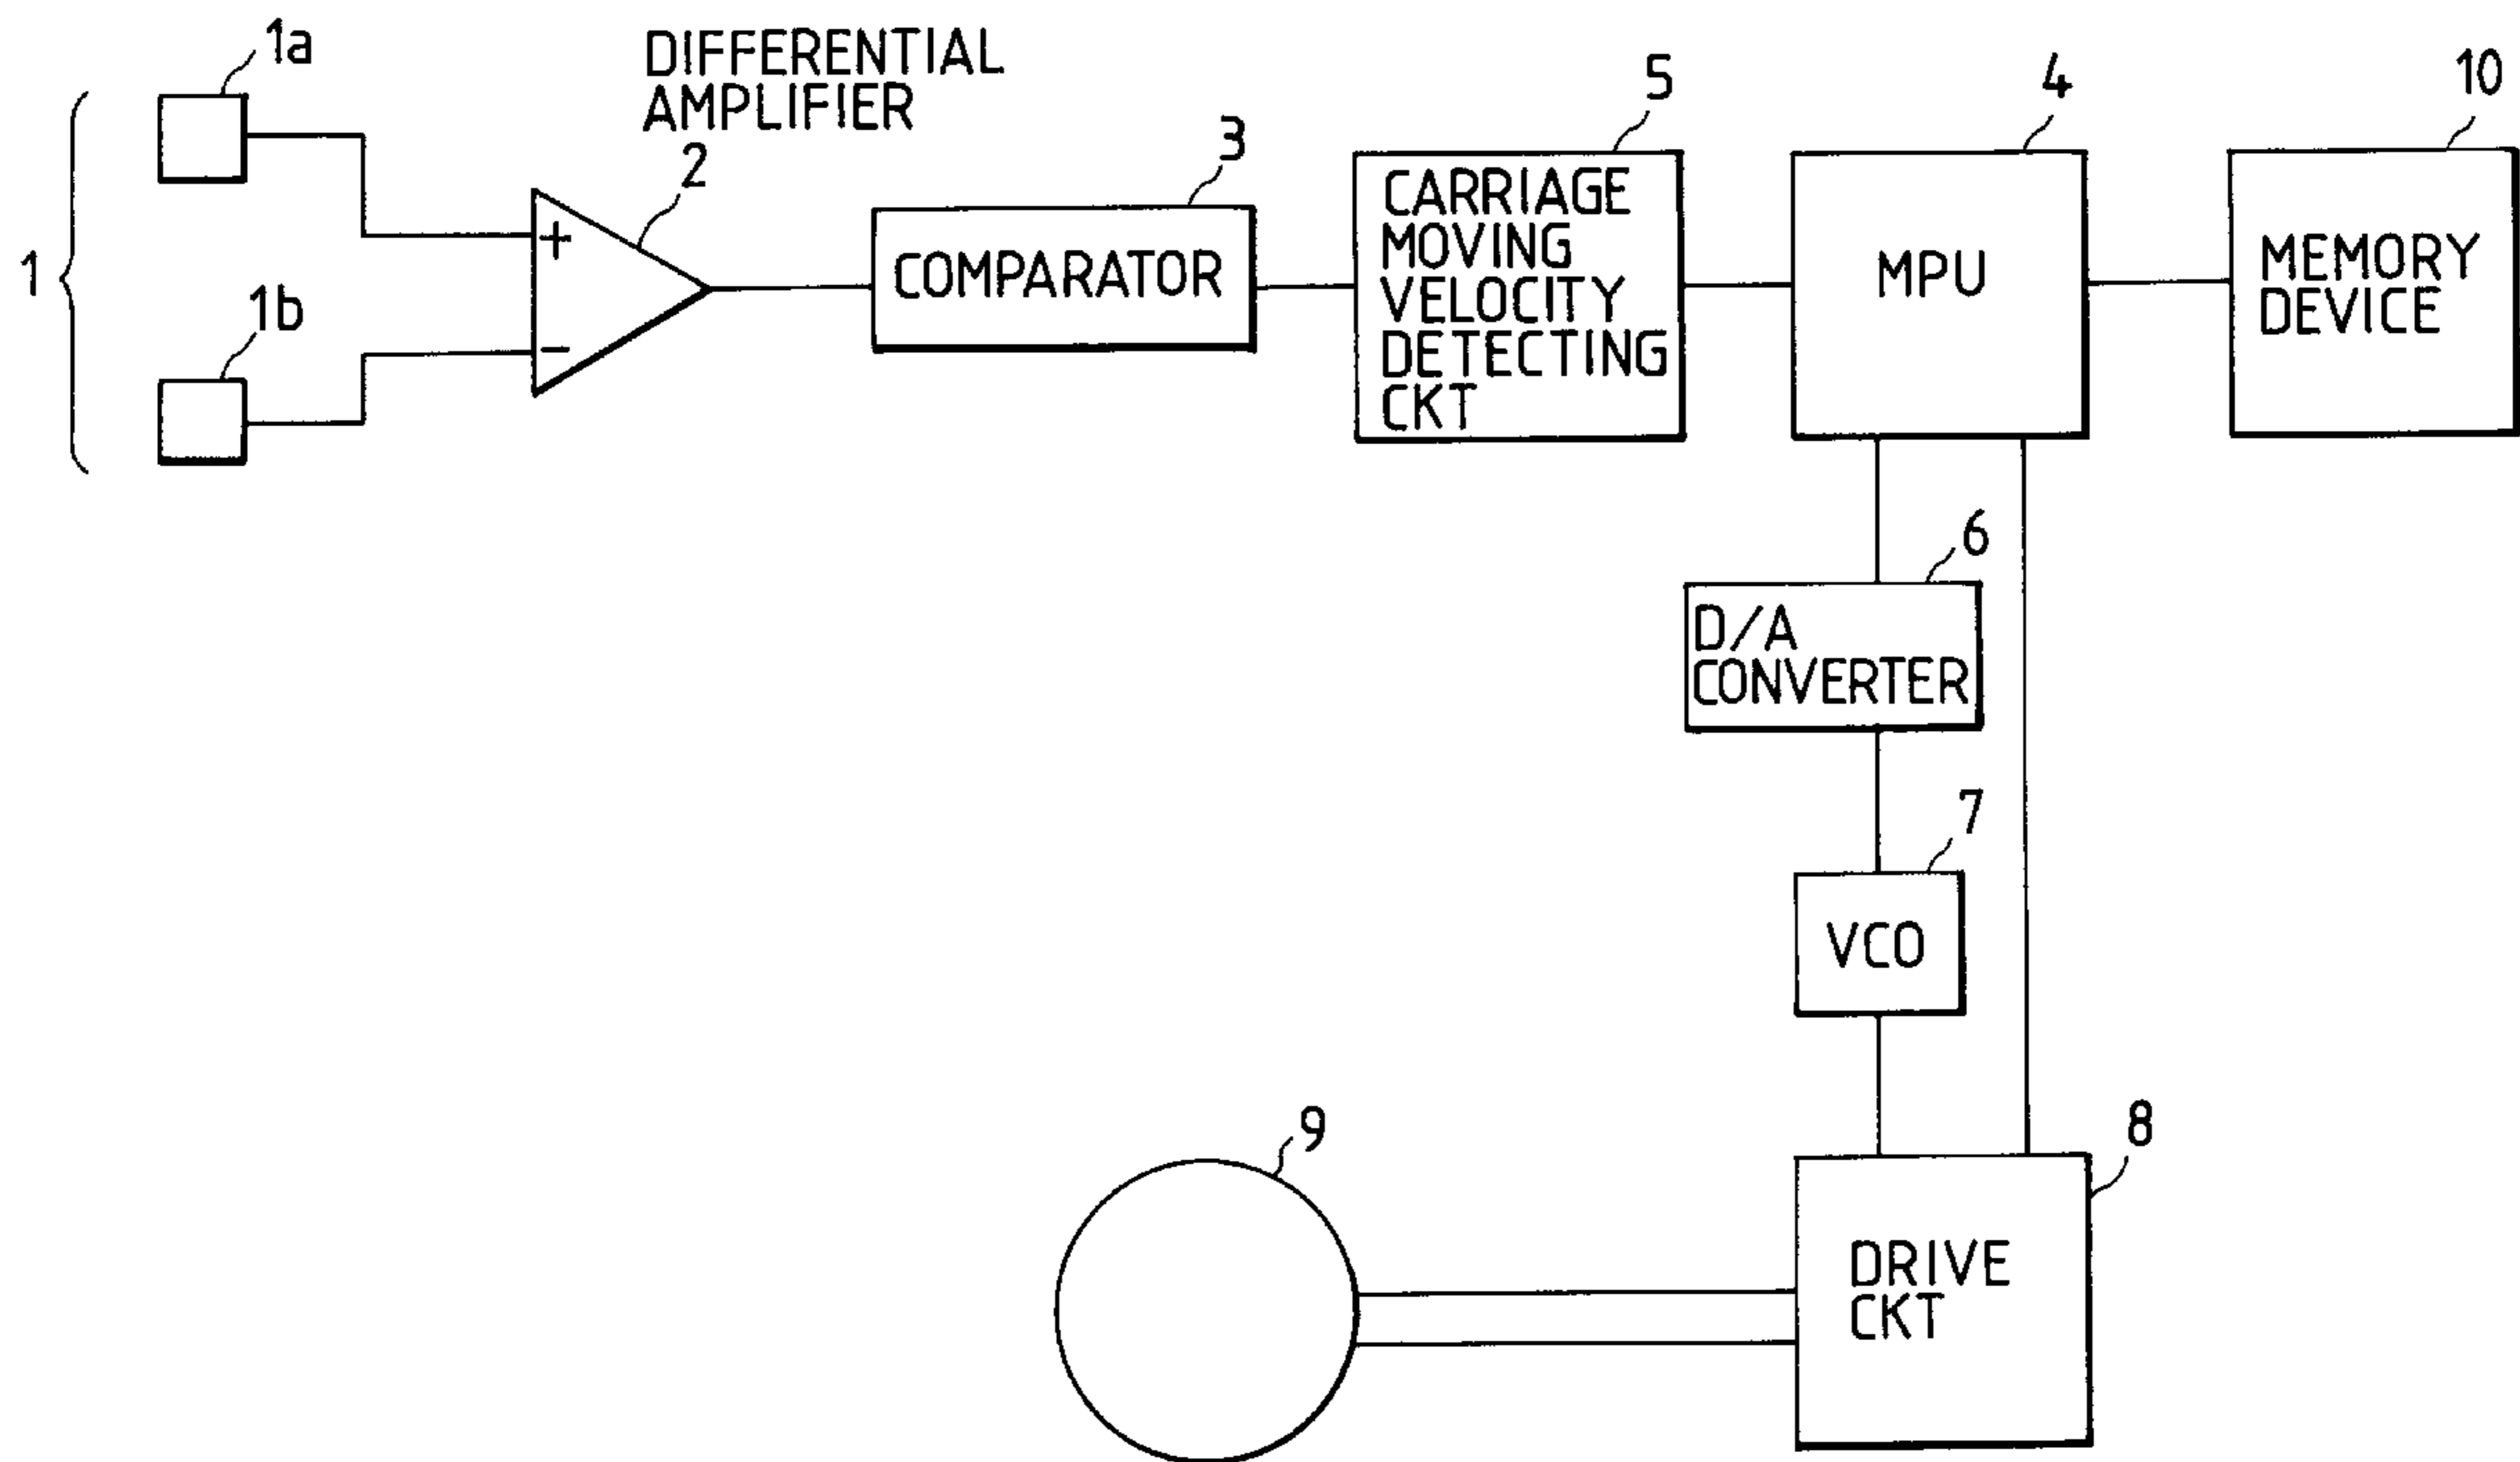 1a
DIFFERENTIAL
AMPLIFIER
2
3
5
4
10
1
1b
+
−
COMPARATOR
CARRIAGE
MOVING
VELOCITY
DETECTING
CKT
MPU
MEMORY
DEVICE
6
D/A
CONVERTER
7
VCO
9
8
DRIVE
CKT